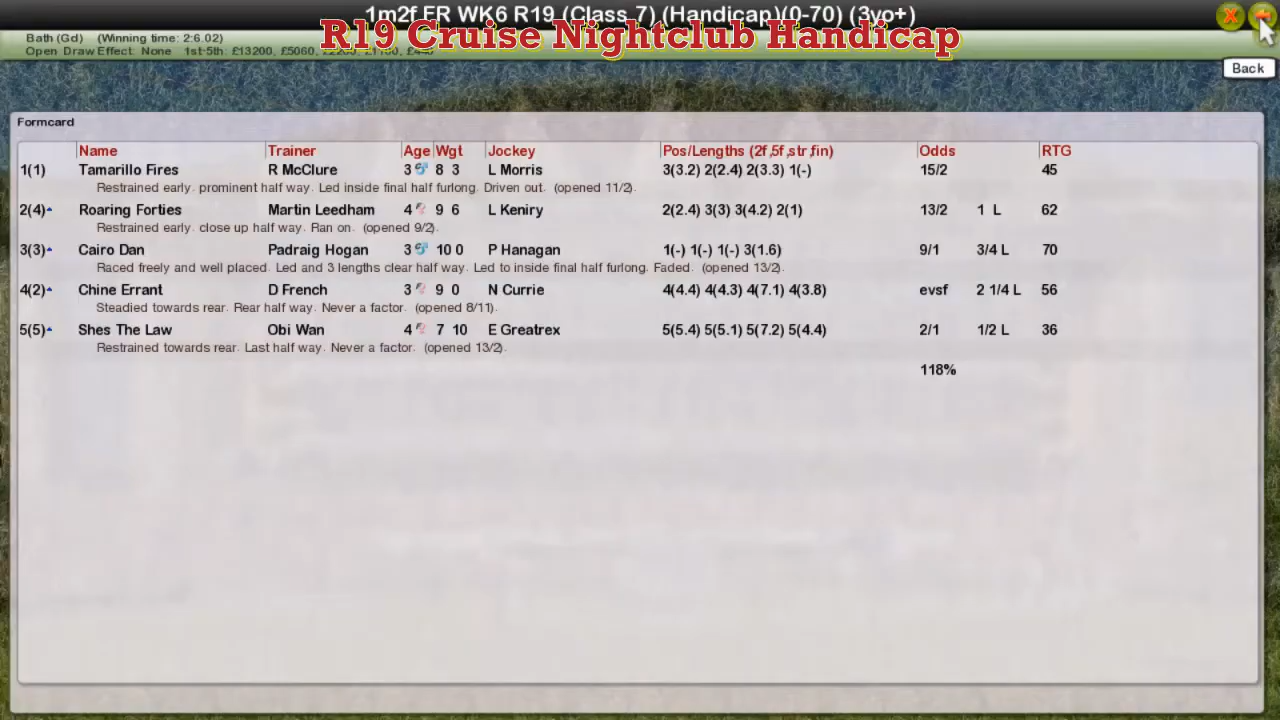 1m2f FR WK6 R19 (Class 7) (Handicap)(0-70) (3yo+)
R19 Cruise Nightclub Handicap
Bath (Gd) (Winning time: 2:6.02)
Open Draw Effect: None 1st-5th: £13200, £5060,
Back
Formcard
Name Trainer Age Wgt Jockey Pos/Lengths (2f,5f,str,fin) Odds RTG
1(1) Tamarillo Fires R McClure 3 8 3 L Morris 3(3.2) 2(2.4) 2(3.3) 1(-) 15/2 45
Restrained early, prominent half way. Led inside final half furlong. Driven out. (opened 11/2).
2(4) Roaring Forties Martin Leedham 4 9 6 L Keniry 2(2.4) 3(3) 3(4.2) 2(1) 13/2 1 L 62
Restrained early, close up half way. Ran on. (opened 9/2).
3(3) Cairo Dan Padraig Hogan 3 10 0 P Hanagan 1(-) 1(-) 1(-) 3(1.6) 9/1 3/4 L 70
Raced freely and well placed. Led and 3 lengths clear half way. Led to inside final half furlong. Faded. (opened 13/2).
4(2) Chine Errant D French 3 9 0 N Currie 4(4.4) 4(4.3) 4(7.1) 4(3.8) evsf 2 1/4 L 56
Steadied towards rear. Rear half way. Never a factor. (opened 8/11).
5(5) Shes The Law Obi Wan 4 7 10 E Greatrex 5(5.4) 5(5.1) 5(7.2) 5(4.4) 2/1 1/2 L 36
Restrained towards rear. Last half way. Never a factor. (opened 13/2).
118%